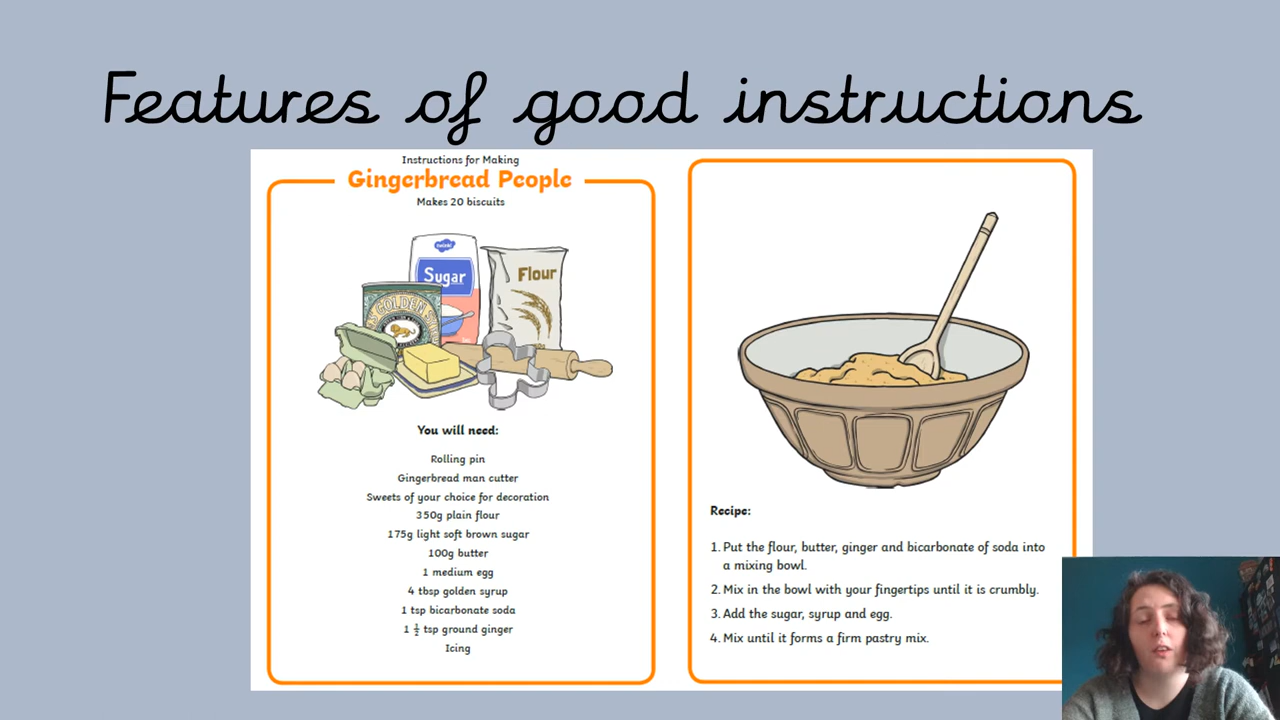 Features of good instructions
Instructions for Making
Gingerbread People
Makes 20 biscuits
twinkl
Sugar
Flour
GOLDEN
You will need:
Rolling pin
Gingerbread man cutter
Sweets of your choice for decoration
350g plain flour
175g light soft brown sugar
100g butter
1 medium egg
4 tbsp golden syrup
1 tsp bicarbonate soda
1 ½ tsp ground ginger
Icing
Recipe:
1. Put the flour, butter, ginger and bicarbonate of soda into
a mixing bowl.
2. Mix in the bowl with your fingertips until it is crumbly.
3. Add the sugar, syrup and egg.
4. Mix until it forms a firm pastry mix.